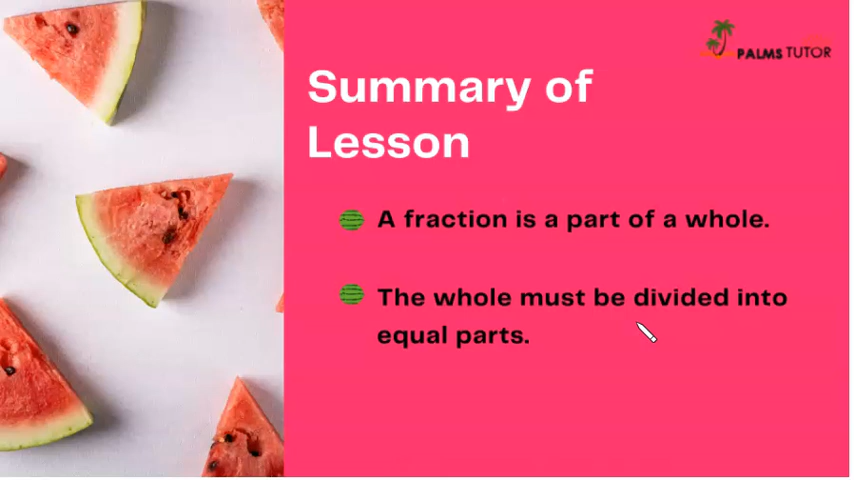 PALMS TUTOR
Summary of
Lesson
A fraction is a part of a whole.
The whole must be divided into
equal parts.